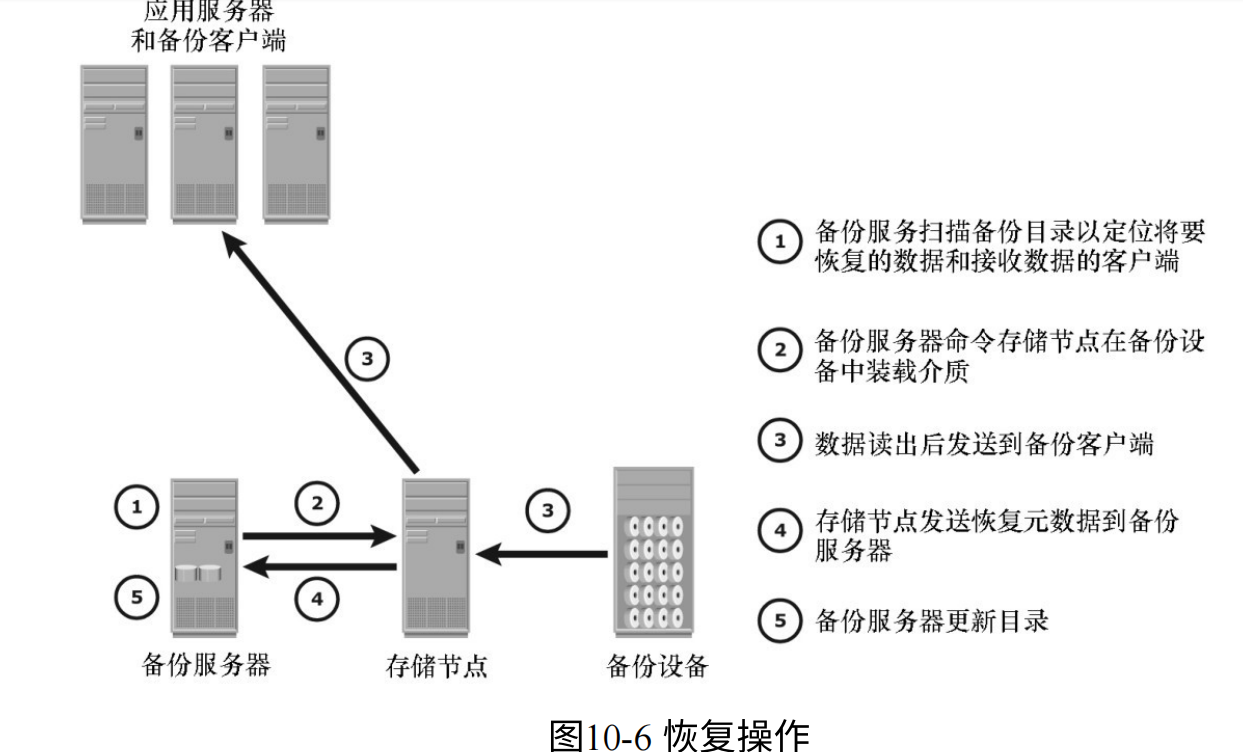 应用服务器
和备份客户端
3
1
2
3
5
4
备份服务器
存储节点
备份设备
1 备份服务扫描备份目录以定位将要
恢复的数据和接收数据的客户端
2 备份服务器命令存储节点在备份设
备中装载介质
3 数据读出后发送到备份客户端
4 存储节点发送恢复元数据到备份
服务器
5 备份服务器更新目录
图10-6 恢复操作